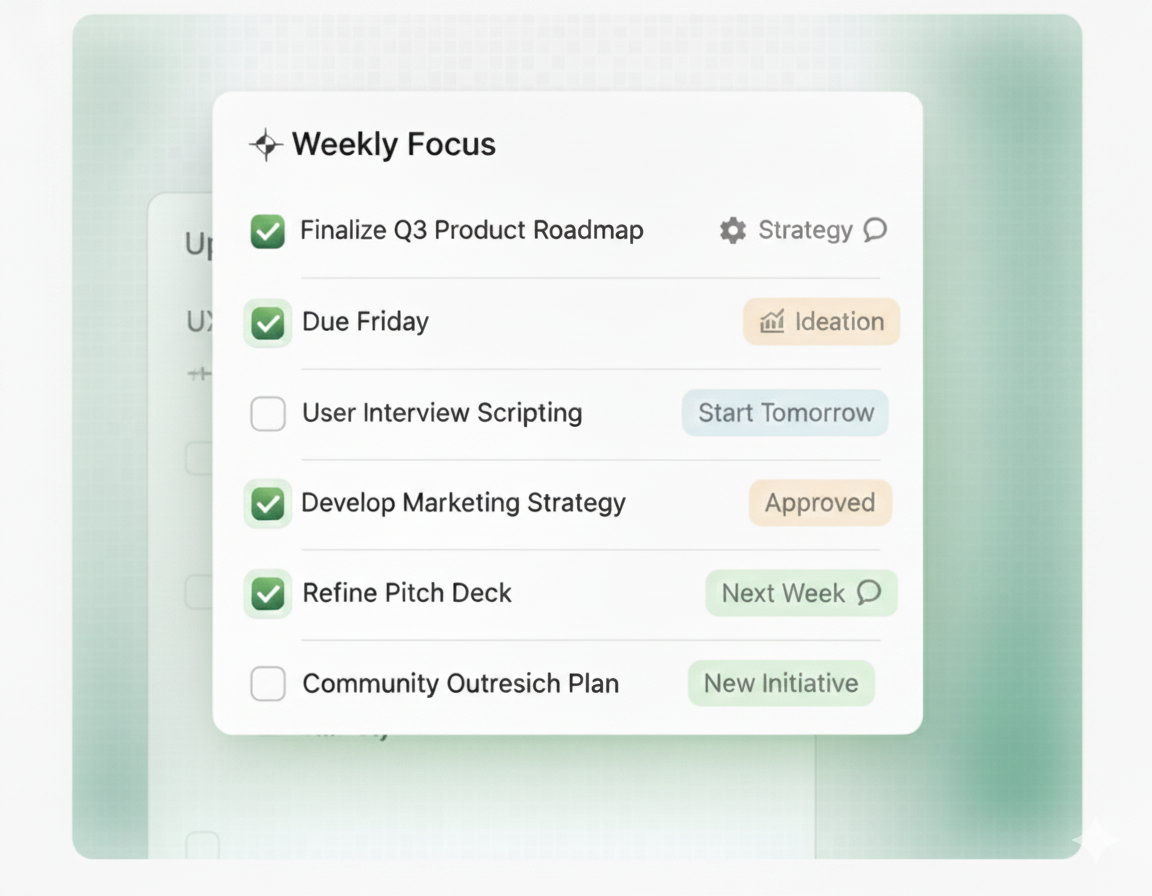 Weekly Focus
Finalize Q3 Product Roadmap Strategy
Due Friday Ideation
User Interview Scripting Start Tomorrow
Develop Marketing Strategy Approved
Refine Pitch Deck Next Week
Community Outresich Plan New Initiative
Up
UX